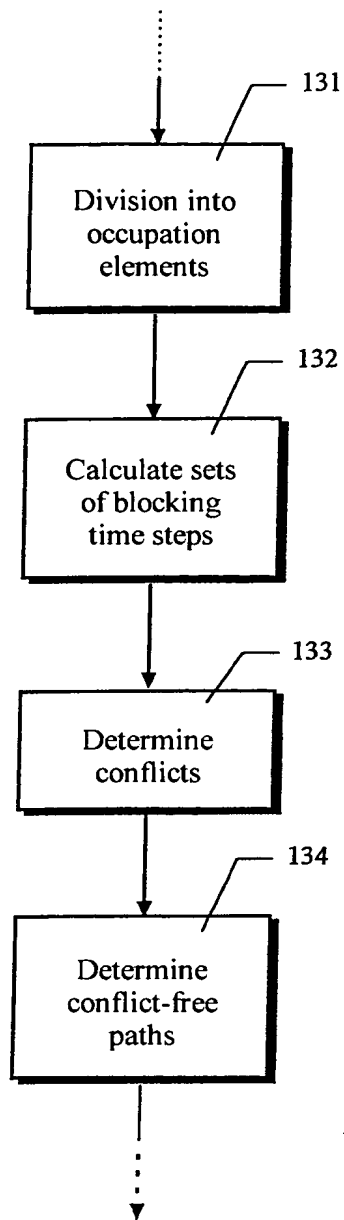 131
Division into
occupation
elements
132
Calculate sets
of blocking
time steps
133
Determine
conflicts
134
Determine
conflict-free
paths